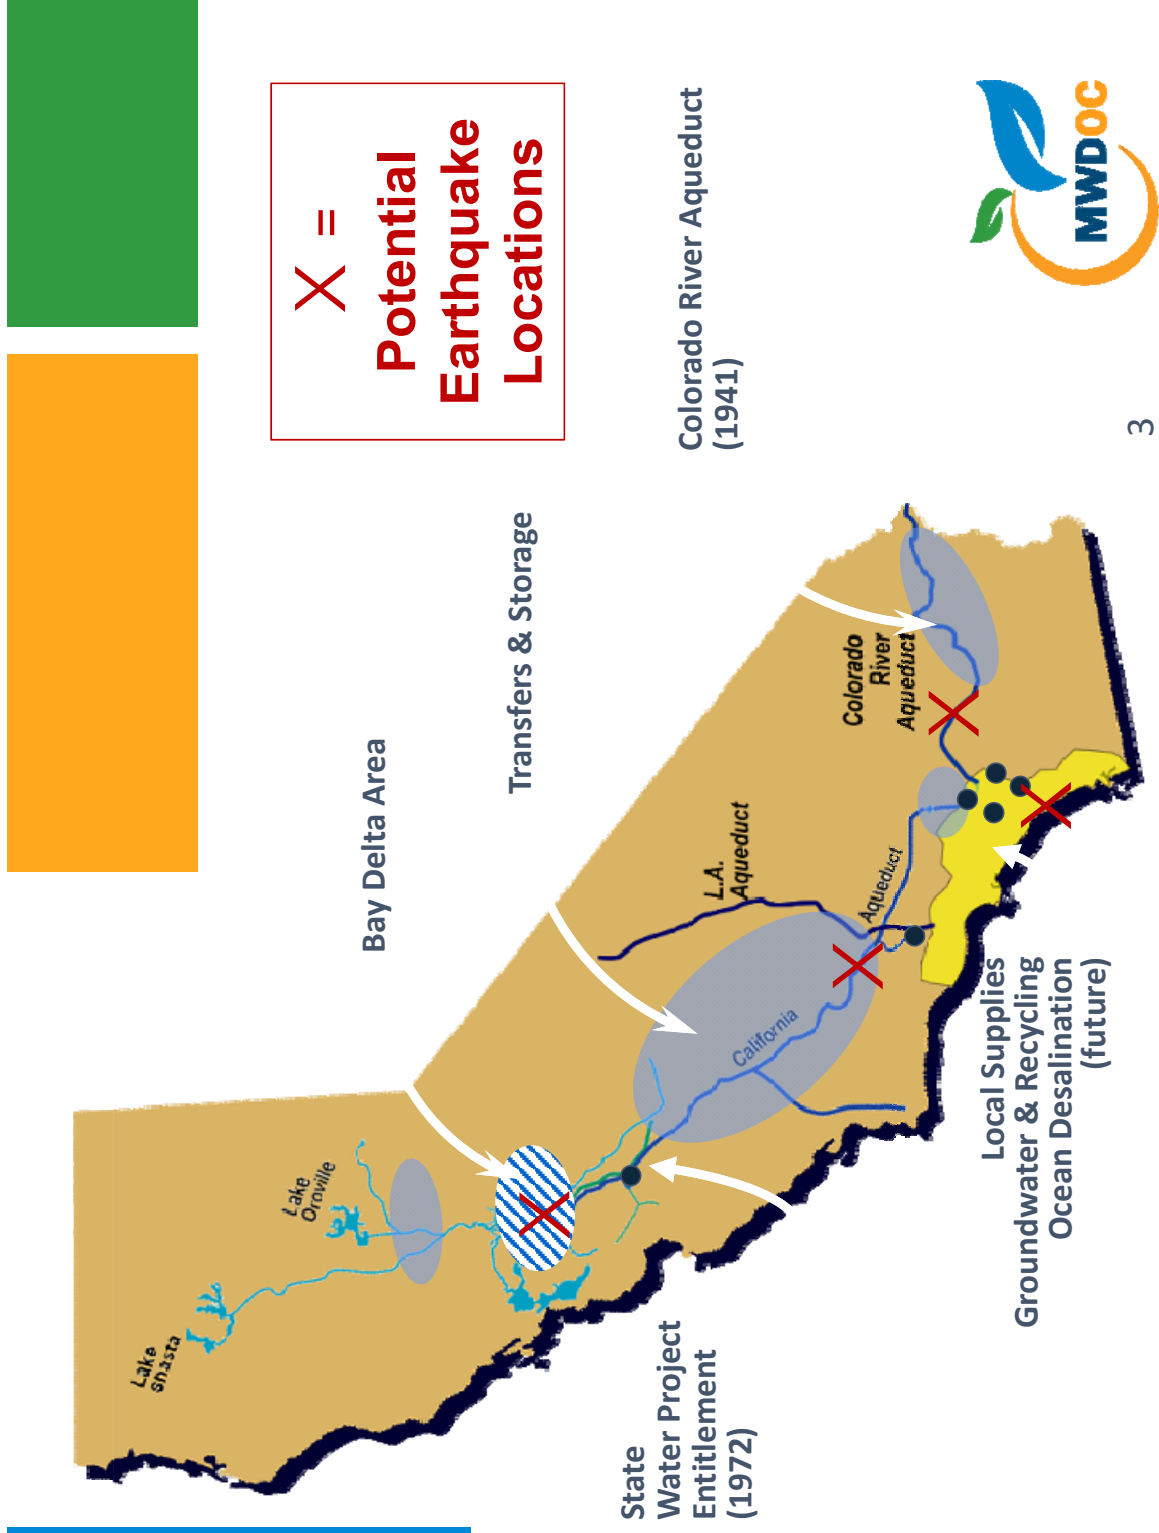 X =
Potential
Earthquake
Locations
Bay Delta Area
Transfers & Storage
Colorado River Aqueduct
(1941)
Lake
Shasta
Lake
Oroville
L.A.
Aqueduct
California
Aqueduct
Colorado
River
Aqueduct
State
Water Project
Entitlement
(1972)
Local Supplies
Groundwater & Recycling
Ocean Desalination
(future)
MWDOC
3